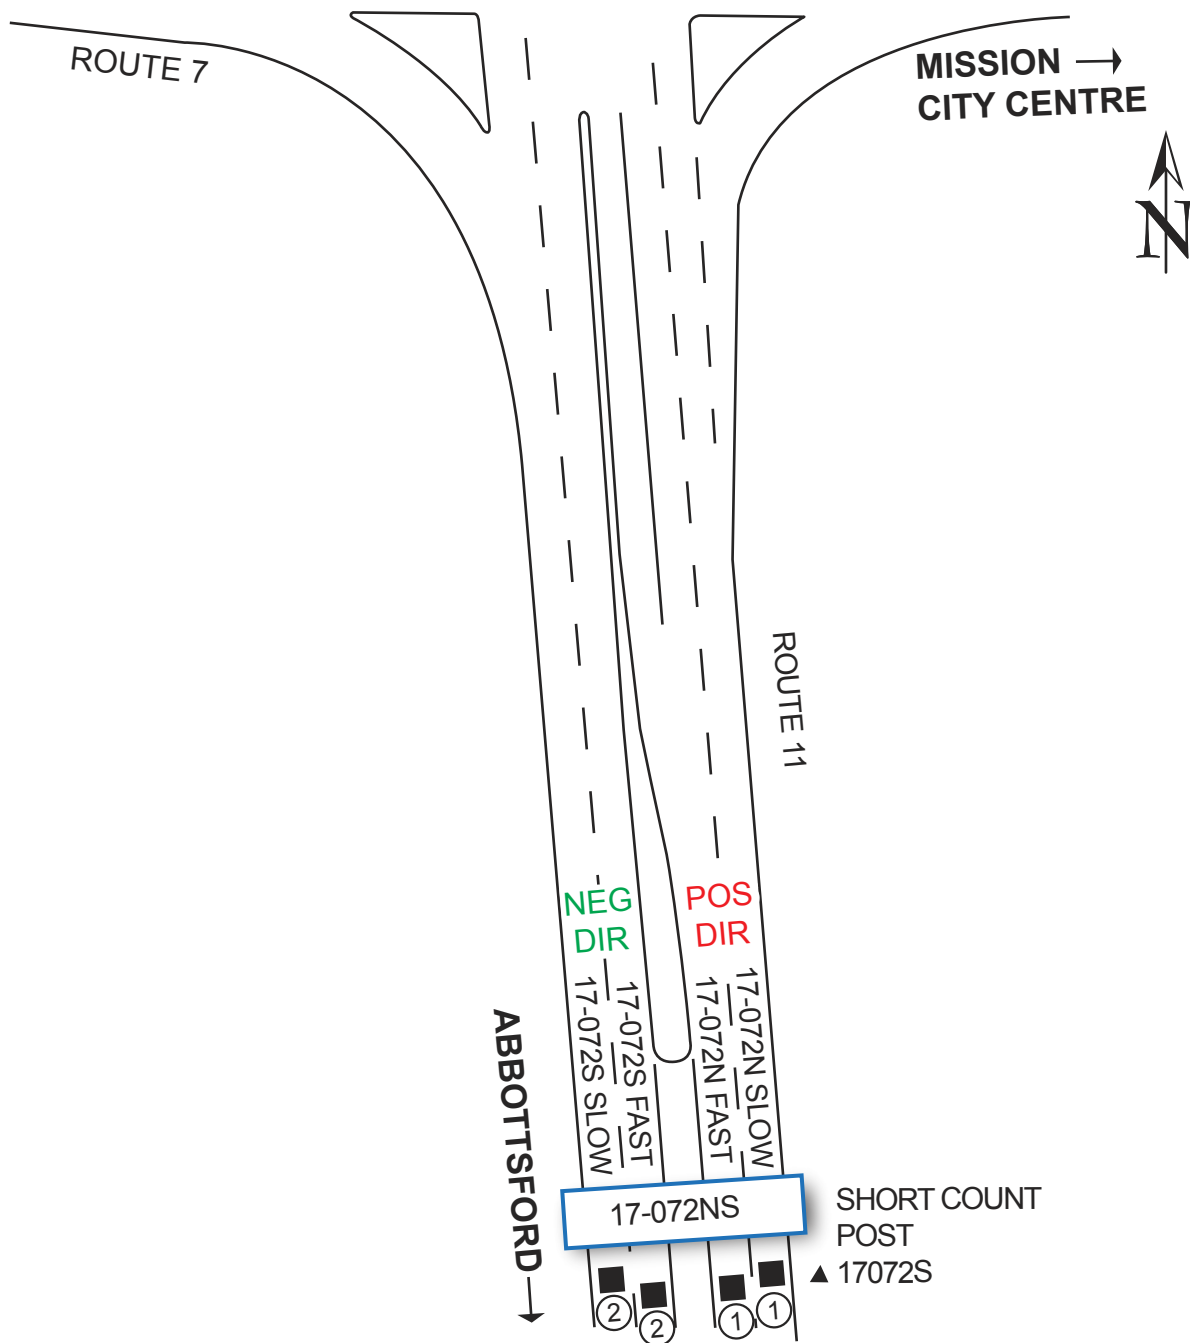 ROUTE 7
MISSION
CITY CENTRE
N
ROUTE 11
NEG
DIR
POS
DIR
17-072S SLOW
17-072S FAST
17-072N FAST
17-072N SLOW
ABBOTTSFORD
17-072NS
SHORT COUNT
POST
17072S
2
2
1
1